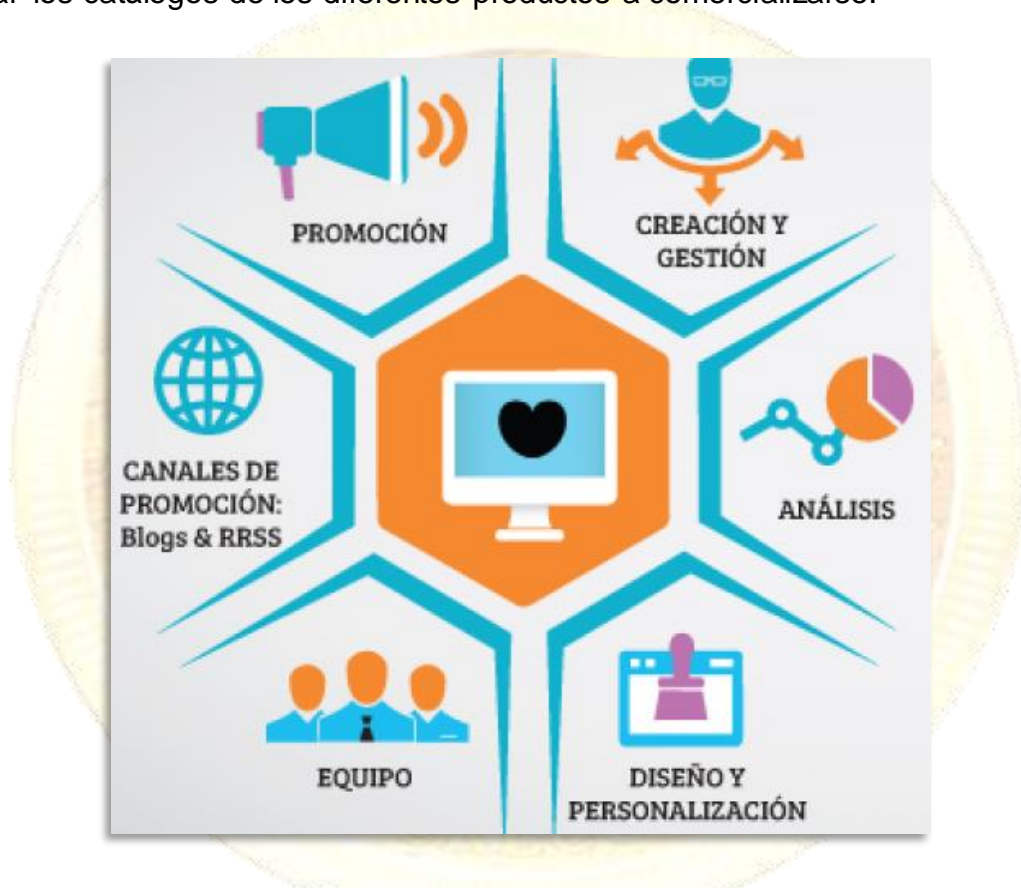 los catálogos de los diferentes productos a comercializarse.
PROMOCIÓN
CREACIÓN Y
GESTIÓN
CANALES DE
PROMOCIÓN:
Blogs & RRSS
ANÁLISIS
EQUIPO
DISEÑO Y
PERSONALIZACIÓN